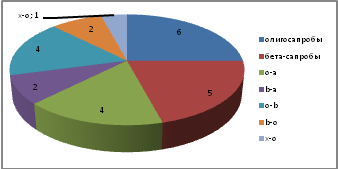 x-o; 1
2
6
4
2
4
5
олигосапробы
бета-сапробы
o-a
b-a
o-b
b-o
x-o